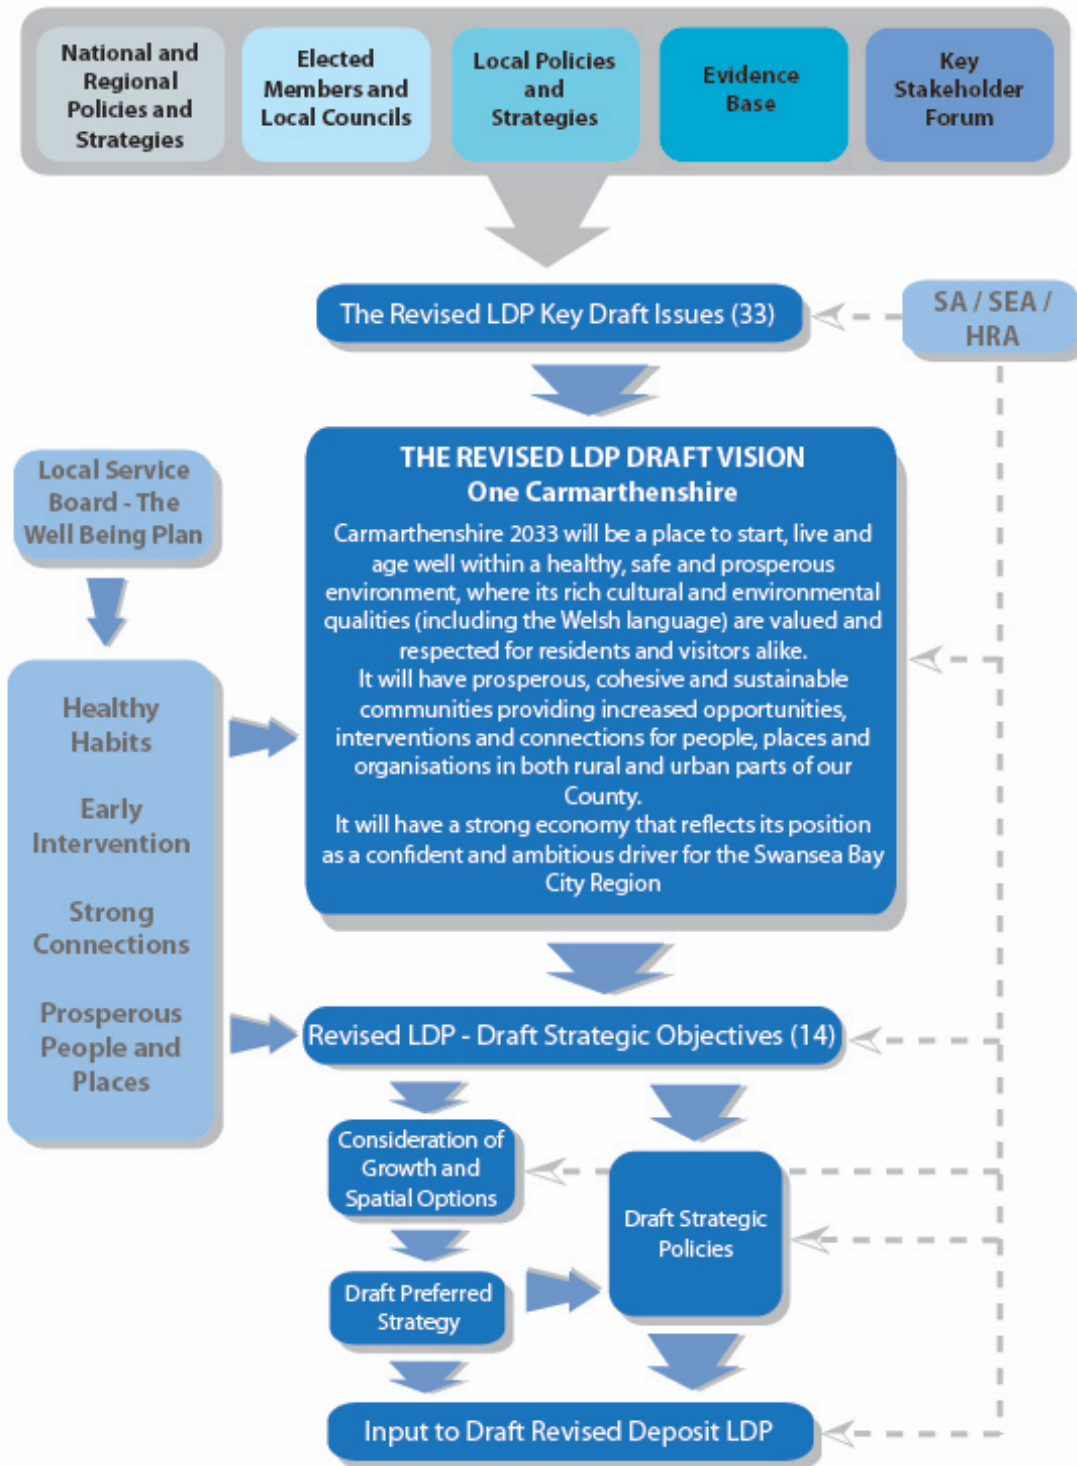 National and
Regional
Policies and
Strategies
Elected
Members and
Local Councils
Local Policies
and
Strategies
Evidence
Base
Key
Stakeholder
Forum
The Revised LDP Key Draft Issues (33)
SA / SEA /
HRA
THE REVISED LDP DRAFT VISION
One Carmarthenshire
Carmarthenshire 2033 will be a place to start, live and
age well within a healthy, safe and prosperous
environment, where its rich cultural and environmental
qualities (including the Welsh language) are valued and
respected for residents and visitors alike.
It will have prosperous, cohesive and sustainable
communities providing increased opportunities,
interventions and connections for people, places and
organisations in both rural and urban parts of our
County.
It will have a strong economy that reflects its position
as a confident and ambitious driver for the Swansea Bay
City Region
Local Service
Board - The
Well Being Plan
Healthy
Habits
Early
Intervention
Strong
Connections
Prosperous
People and
Places
Revised LDP - Draft Strategic Objectives (14)
Consideration of
Growth and
Spatial Options
Draft Strategic
Policies
Draft Preferred
Strategy
Input to Draft Revised Deposit LDP